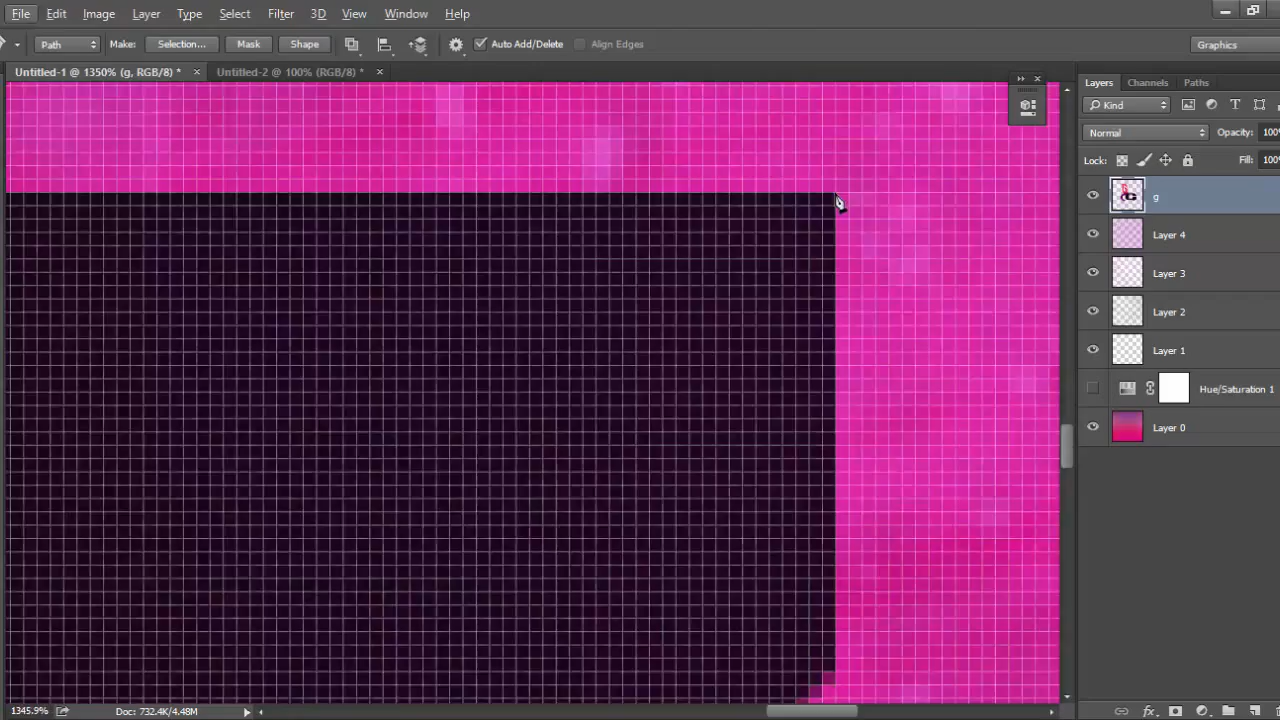 File Edit Image Layer Type Select Filter 3D View Window Help
Path Make: Selection... Mask Shape Auto Add/Delete Align Edges Graphics
Untitled-1 @ 1350% (g, RGB/8) * × Untitled-2 @ 100% (RGB/8) * ×
Layers Channels Paths
Kind
Normal Opacity: 100
Lock: Fill: 100
g
Layer 4
Layer 3
Layer 2
Layer 1
Hue/Saturation 1
Layer 0
1345.9% Doc: 732.4K/4.48M